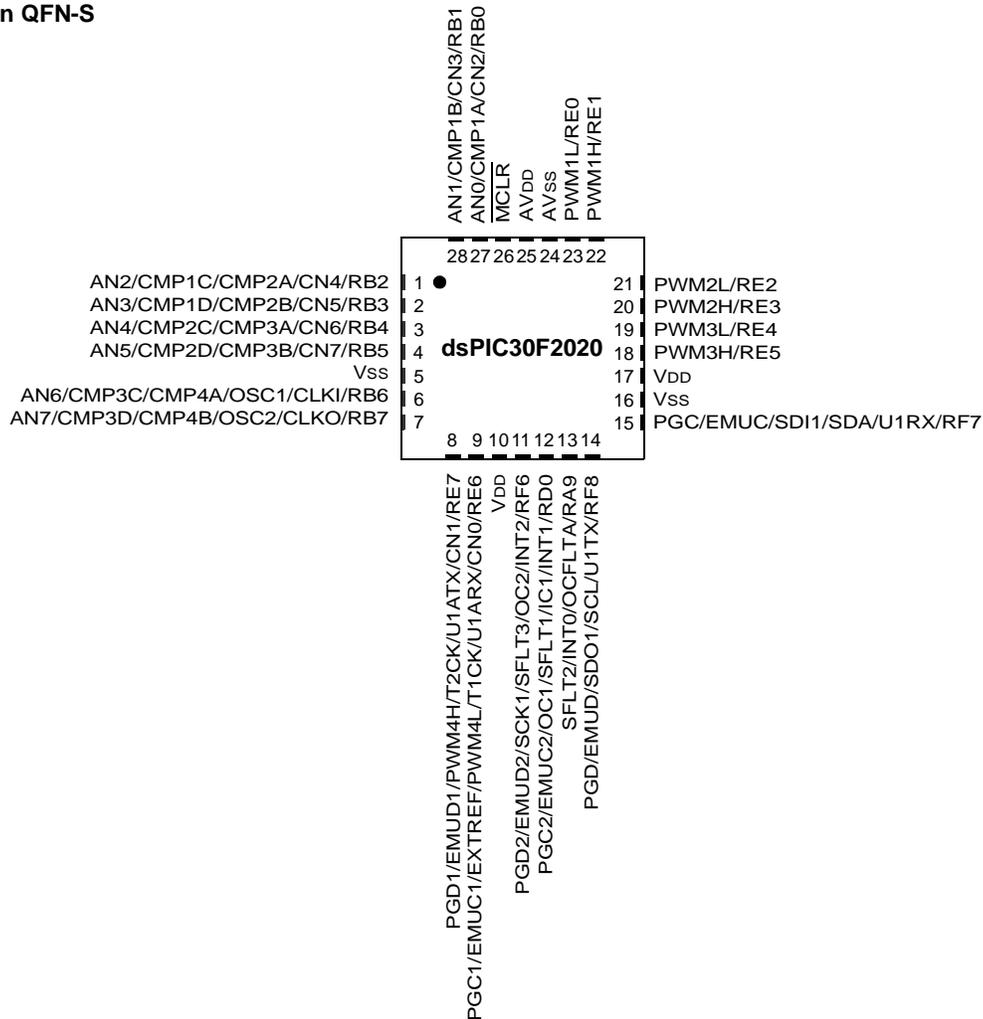 n QFN-S
AN1/CMP1B/CN3/RB1
AN0/CMP1A/CN2/RB0
MCLR
AVDD
AVSS
PWM1L/RE0
PWM1H/RE1
28 27 26 25 24 23 22
AN2/CMP1C/CMP2A/CN4/RB2 1
AN3/CMP1D/CMP2B/CN5/RB3 2
AN4/CMP2C/CMP3A/CN6/RB4 3
AN5/CMP2D/CMP3B/CN7/RB5 4
VSS 5
AN6/CMP3C/CMP4A/OSC1/CLKI/RB6 6
AN7/CMP3D/CMP4B/OSC2/CLKO/RB7 7
dsPIC30F2020
21 PWM2L/RE2
20 PWM2H/RE3
19 PWM3L/RE4
18 PWM3H/RE5
17 VDD
16 VSS
15 PGC/EMUC/SDI1/SDA/U1RX/RF7
8 9 10 11 12 13 14
PGD1/EMUD1/PWM4H/T2CK/U1ATX/CN1/RE7
PGC1/EMUC1/EXTREF/PWM4L/T1CK/U1ARX/CN0/RE6
VDD
PGD2/EMUD2/SCK1/SFLT3/OC2/INT2/RF6
PGC2/EMUC2/OC1/SFLT1/IC1/INT1/RD0
SFLT2/INT0/OCFLTA/RA9
PGD/EMUD/SDO1/SCL/U1TX/RF8